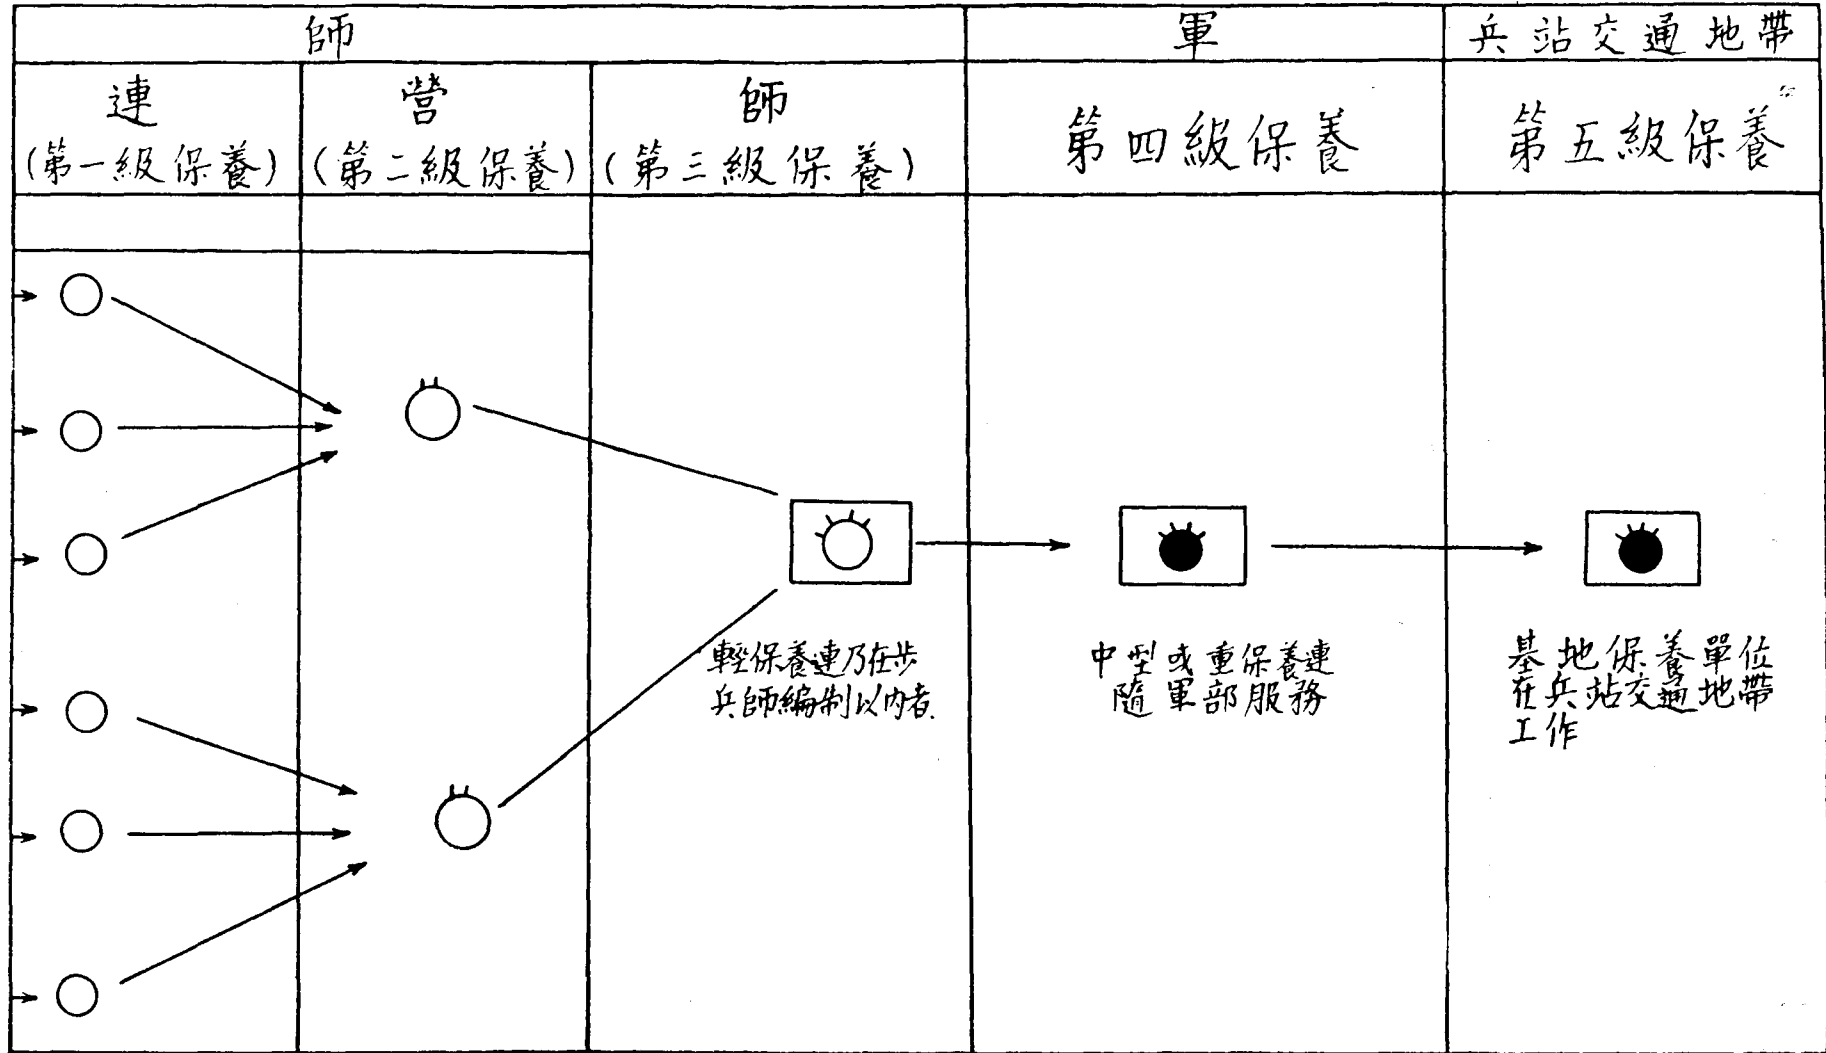 師
軍
兵站交通地帶
連
(第一級保養)
營
(第二級保養)
師
(第三級保養)
第四級保養
第五級保養
輕保養連乃在步
兵師編制以内者.
中型或重保養連
隨軍部服務
基地保養單位
在兵站交通地帶
工作